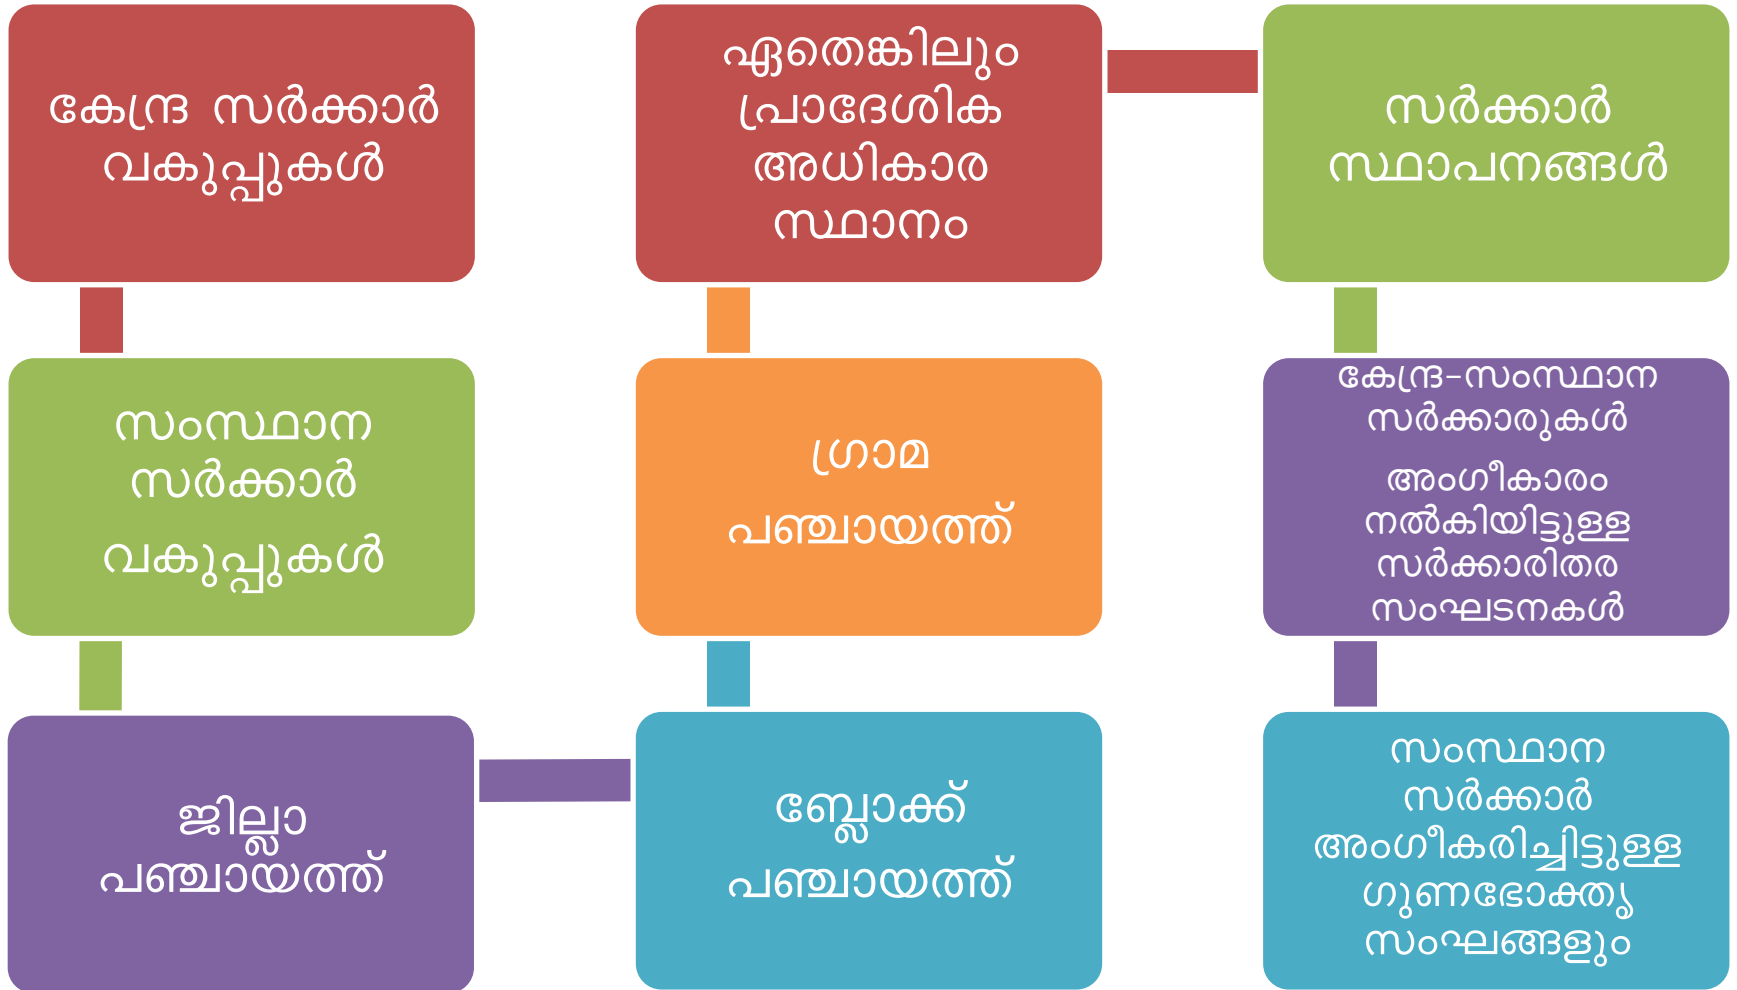 കേന്ദ്ര സർക്കാർ
വകുപ്പുകൾ
സംസ്ഥാന
സർക്കാർ
വകുപ്പുകൾ
ജില്ലാ
പഞ്ചായത്ത്
ബ്ലോക്ക്
പഞ്ചായത്ത്
ഗ്രാമ
പഞ്ചായത്ത്
ഏതെങ്കിലും
പ്രാദേശിക
അധികാര
സ്ഥാനം
സർക്കാർ
സ്ഥാപനങ്ങൾ
കേന്ദ്ര-സംസ്ഥാന
സർക്കാരുകൾ
അംഗീകാരം
നൽകിയിട്ടുള്ള
സർക്കാരിതര
സംഘടനകൾ
സംസ്ഥാന
സർക്കാർ
അംഗീകരിച്ചിട്ടുള്ള
ഗുണഭോക്തൃ
സംഘങ്ങളും